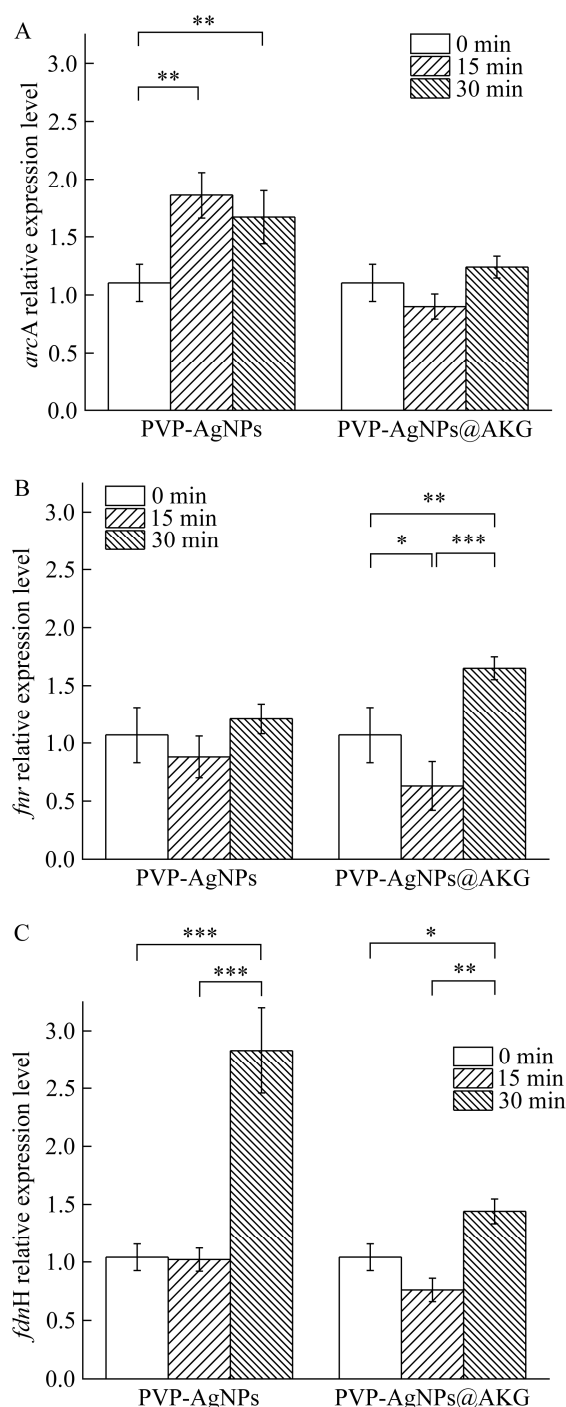 A
**
**
0 min
15 min
30 min
3.0
2.5
2.0
1.5
1.0
0.5
0.0
arcA relative expression level
PVP-AgNPs PVP-AgNPs@AKG
B
0 min
15 min
30 min
**
* ***
3.0
2.5
2.0
1.5
1.0
0.5
0.0
fnr relative expression level
PVP-AgNPs PVP-AgNPs@AKG
C
*** *
*** **
0 min
15 min
30 min
3.0
2.5
2.0
1.5
1.0
0.5
0.0
fdnH relative expression level
PVP-AgNPs PVP-AgNPs@AKG